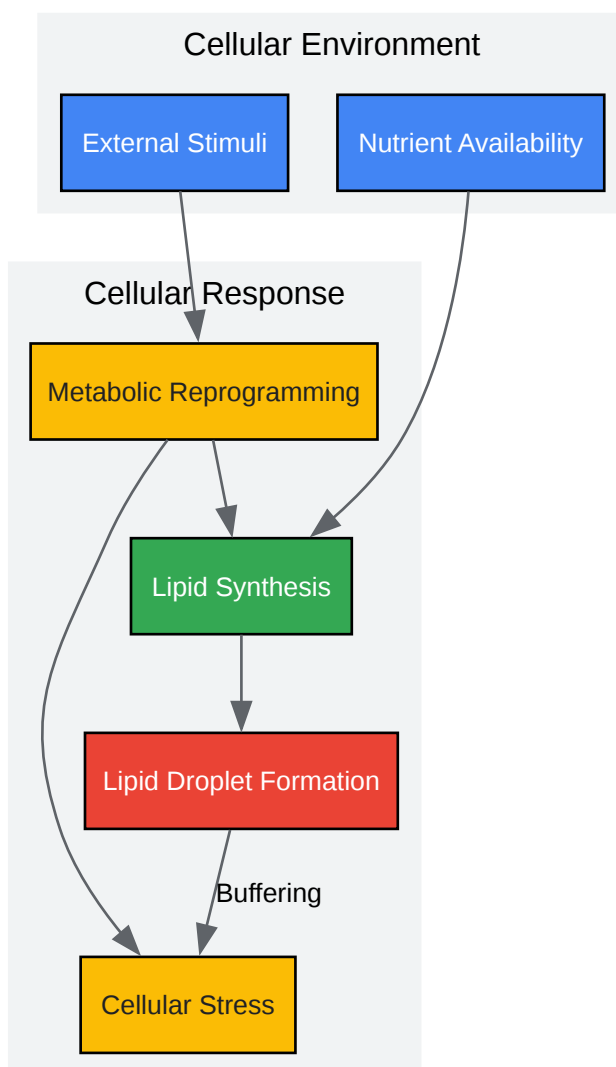 Cellular Environment
External Stimuli
Nutrient Availability
Cellular Response
Metabolic Reprogramming
Lipid Synthesis
Lipid Droplet Formation
Buffering
Cellular Stress